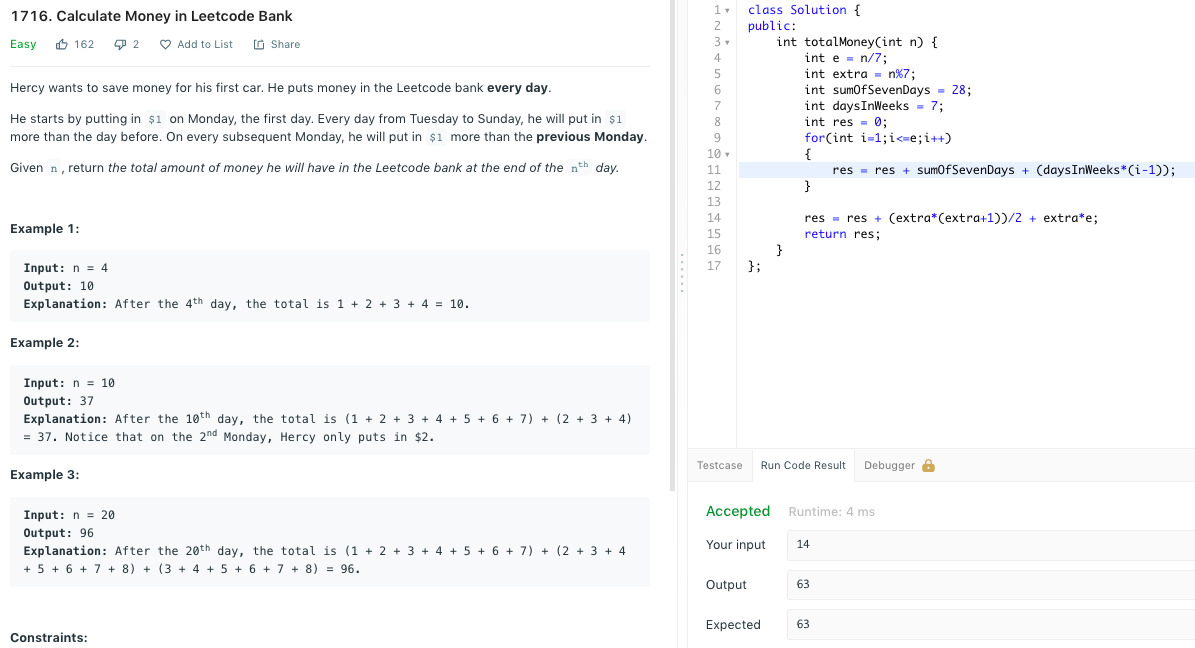 1716. Calculate Money in Leetcode Bank
Easy 162 2 Add to List Share
Hercy wants to save money for his first car. He puts money in the Leetcode bank every day.
He starts by putting in $1 on Monday, the first day. Every day from Tuesday to Sunday, he will put in $1
more than the day before. On every subsequent Monday, he will put in $1 more than the previous Monday.
Given n, return the total amount of money he will have in the Leetcode bank at the end of the nth day.
Example 1:
Input: n = 4
Output: 10
Explanation: After the 4th day, the total is 1 + 2 + 3 + 4 = 10.
Example 2:
Input: n = 10
Output: 37
Explanation: After the 10th day, the total is (1 + 2 + 3 + 4 + 5 + 6 + 7) + (2 + 3 + 4)
= 37. Notice that on the 2nd Monday, Hercy only puts in $2.
Example 3:
Input: n = 20
Output: 96
Explanation: After the 20th day, the total is (1 + 2 + 3 + 4 + 5 + 6 + 7) + (2 + 3 + 4
+ 5 + 6 + 7 + 8) + (3 + 4 + 5 + 6 + 7 + 8) = 96.
Constraints:
1 class Solution {
2 public:
3 int totalMoney(int n) {
4 int e = n/7;
5 int extra = n%7;
6 int sumOfSevenDays = 28;
7 int daysInWeeks = 7;
8 int res = 0;
9 for(int i=1;i<=e;i++)
10 {
11 res = res + sumOfSevenDays + (daysInWeeks*(i-1));
12 }
13
14 res = res + (extra*(extra+1))/2 + extra*e;
15 return res;
16 }
17 };
Testcase Run Code Result Debugger
Accepted Runtime: 4 ms
Your input 14
Output 63
Expected 63